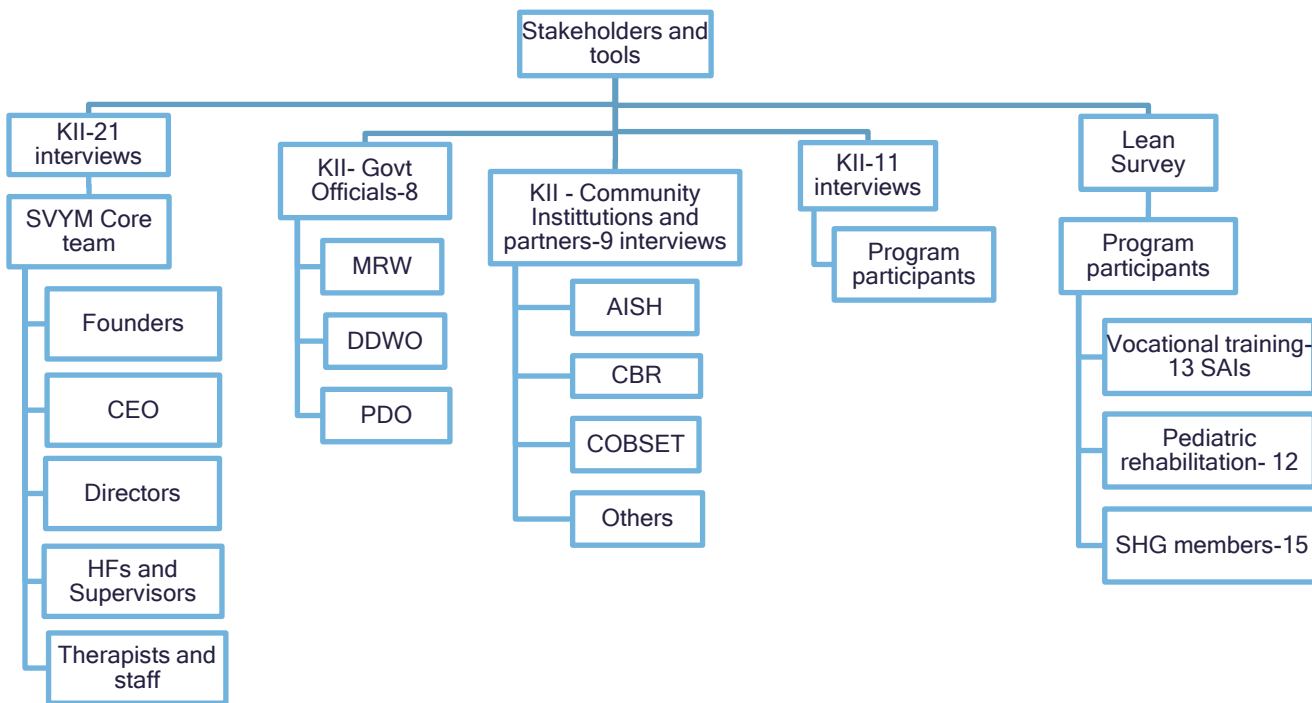 Stakeholders and
tools
KII-21
interviews
SVYM Core
team
Founders
CEO
Directors
HFs and
Supervisors
Therapists and
staff
KII- Govt
Officials-8
MRW
DDWO
PDO
KII - Community
Instittutions and
partners-9 interviews
AISH
CBR
COBSET
Others
KII-11
interviews
Program
participants
Lean
Survey
Program
participants
Vocational training-
13 SAIs
Pediatric
rehabilitation- 12
SHG members-15